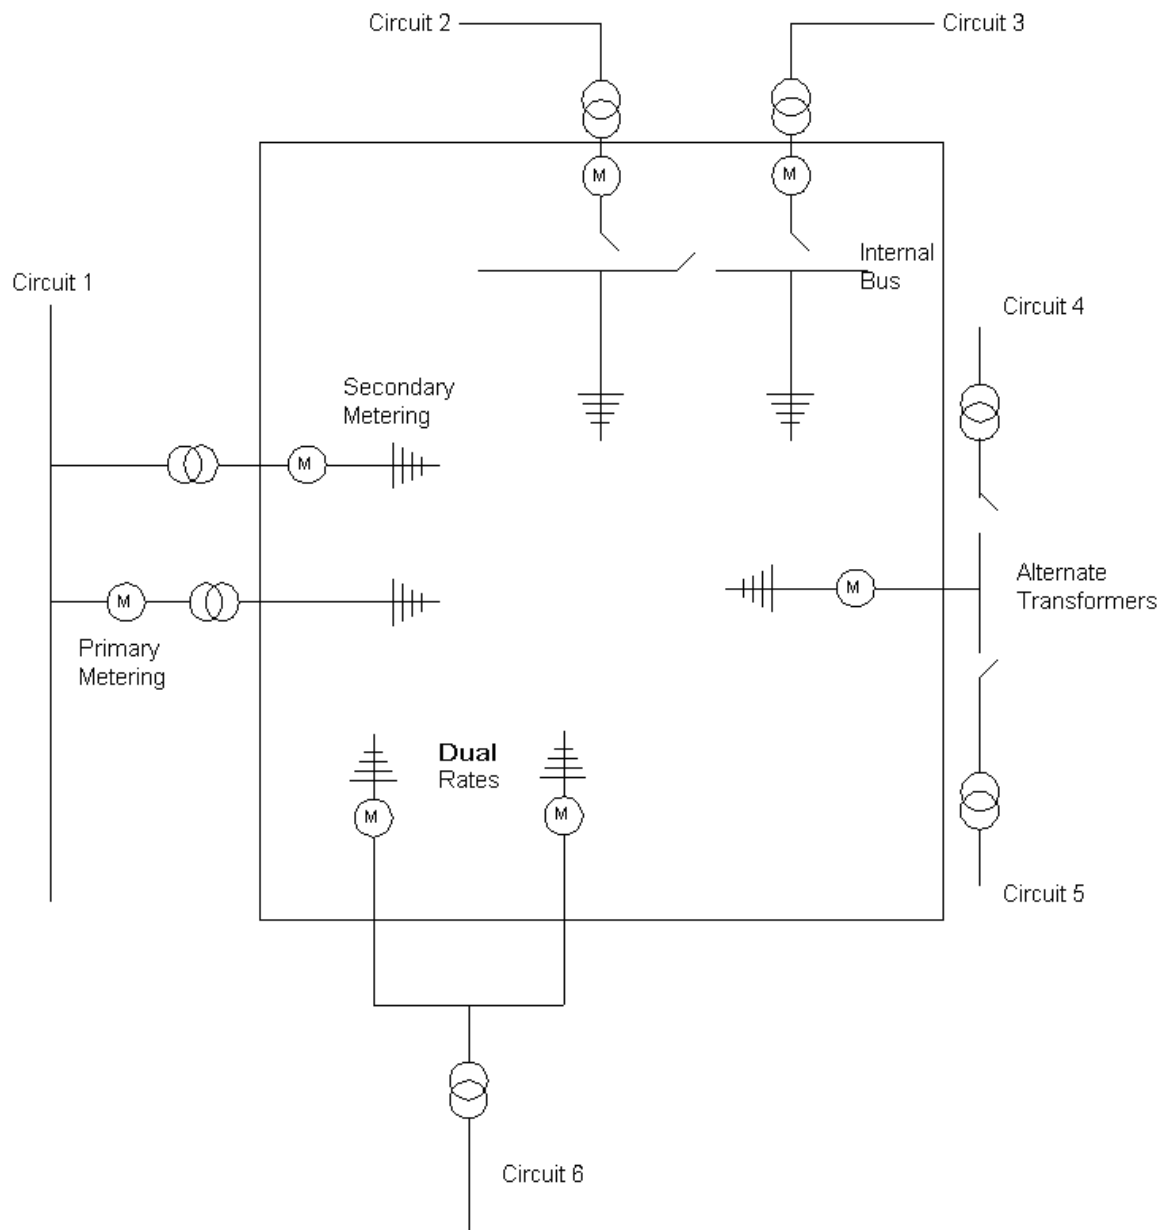 Circuit 2
Circuit 3
M
M
Internal
Bus
Circuit 1
Circuit 4
Secondary
Metering
M
M
M
Alternate
Transformers
Primary
Metering
Dual
Rates
M
M
Circuit 5
Circuit 6